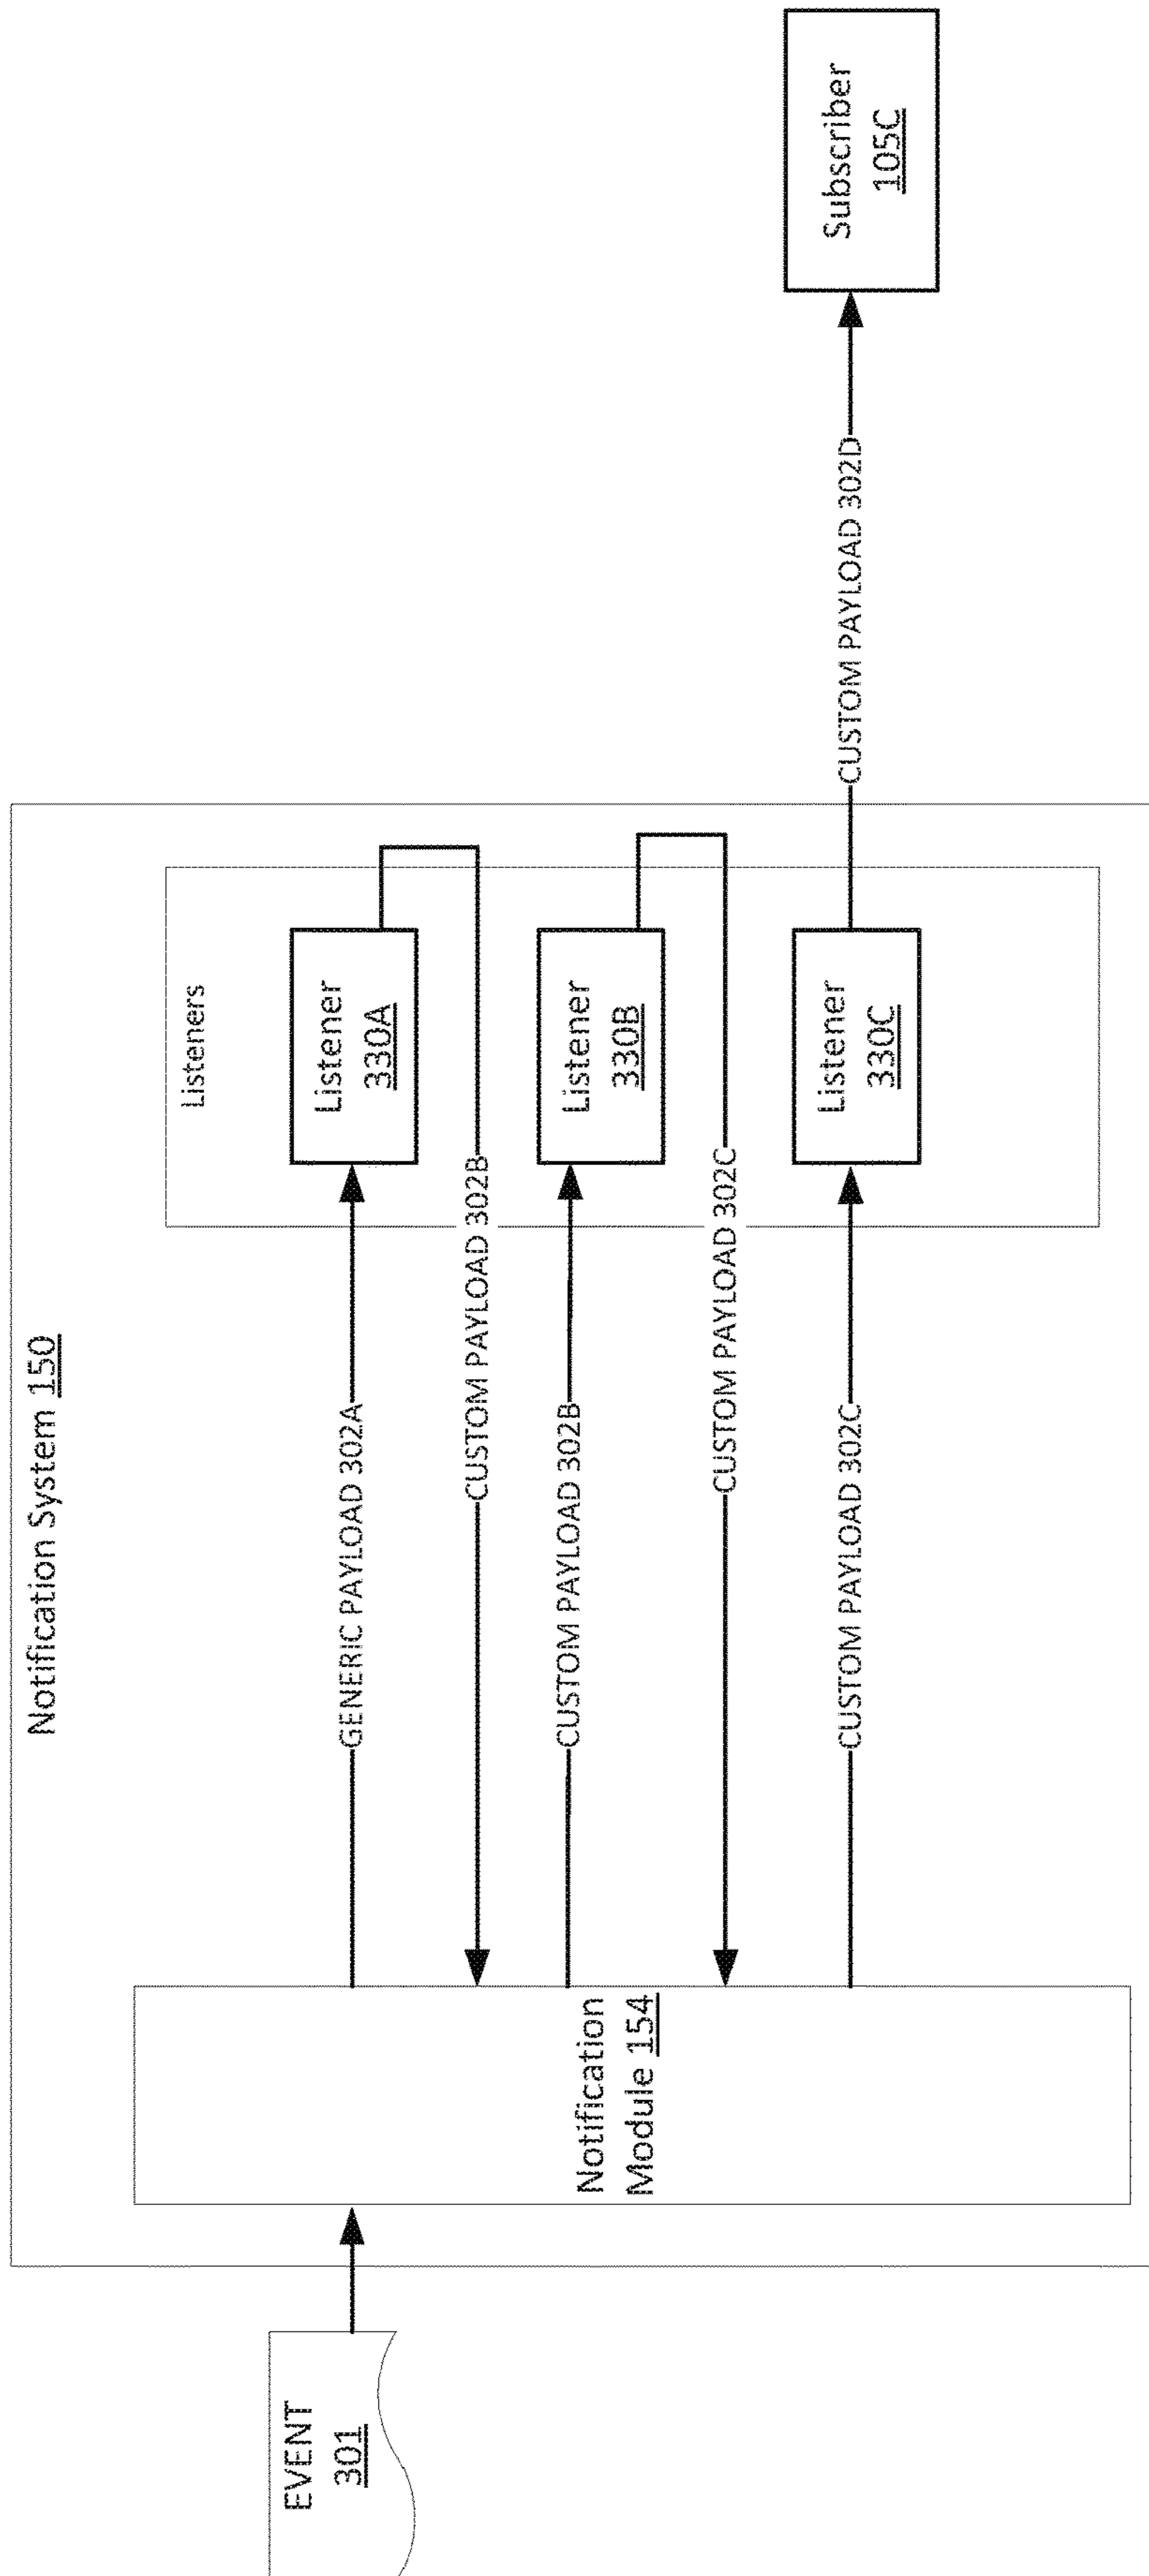 Notification System 150
EVENT
301
Notification
Module 154
GENERIC PAYLOAD 302A
CUSTOM PAYLOAD 302B
CUSTOM PAYLOAD 302B
CUSTOM PAYLOAD 302C
CUSTOM PAYLOAD 302C
Listeners
Listener
330A
Listener
330B
Listener
330C
CUSTOM PAYLOAD 302D
Subscriber
105C